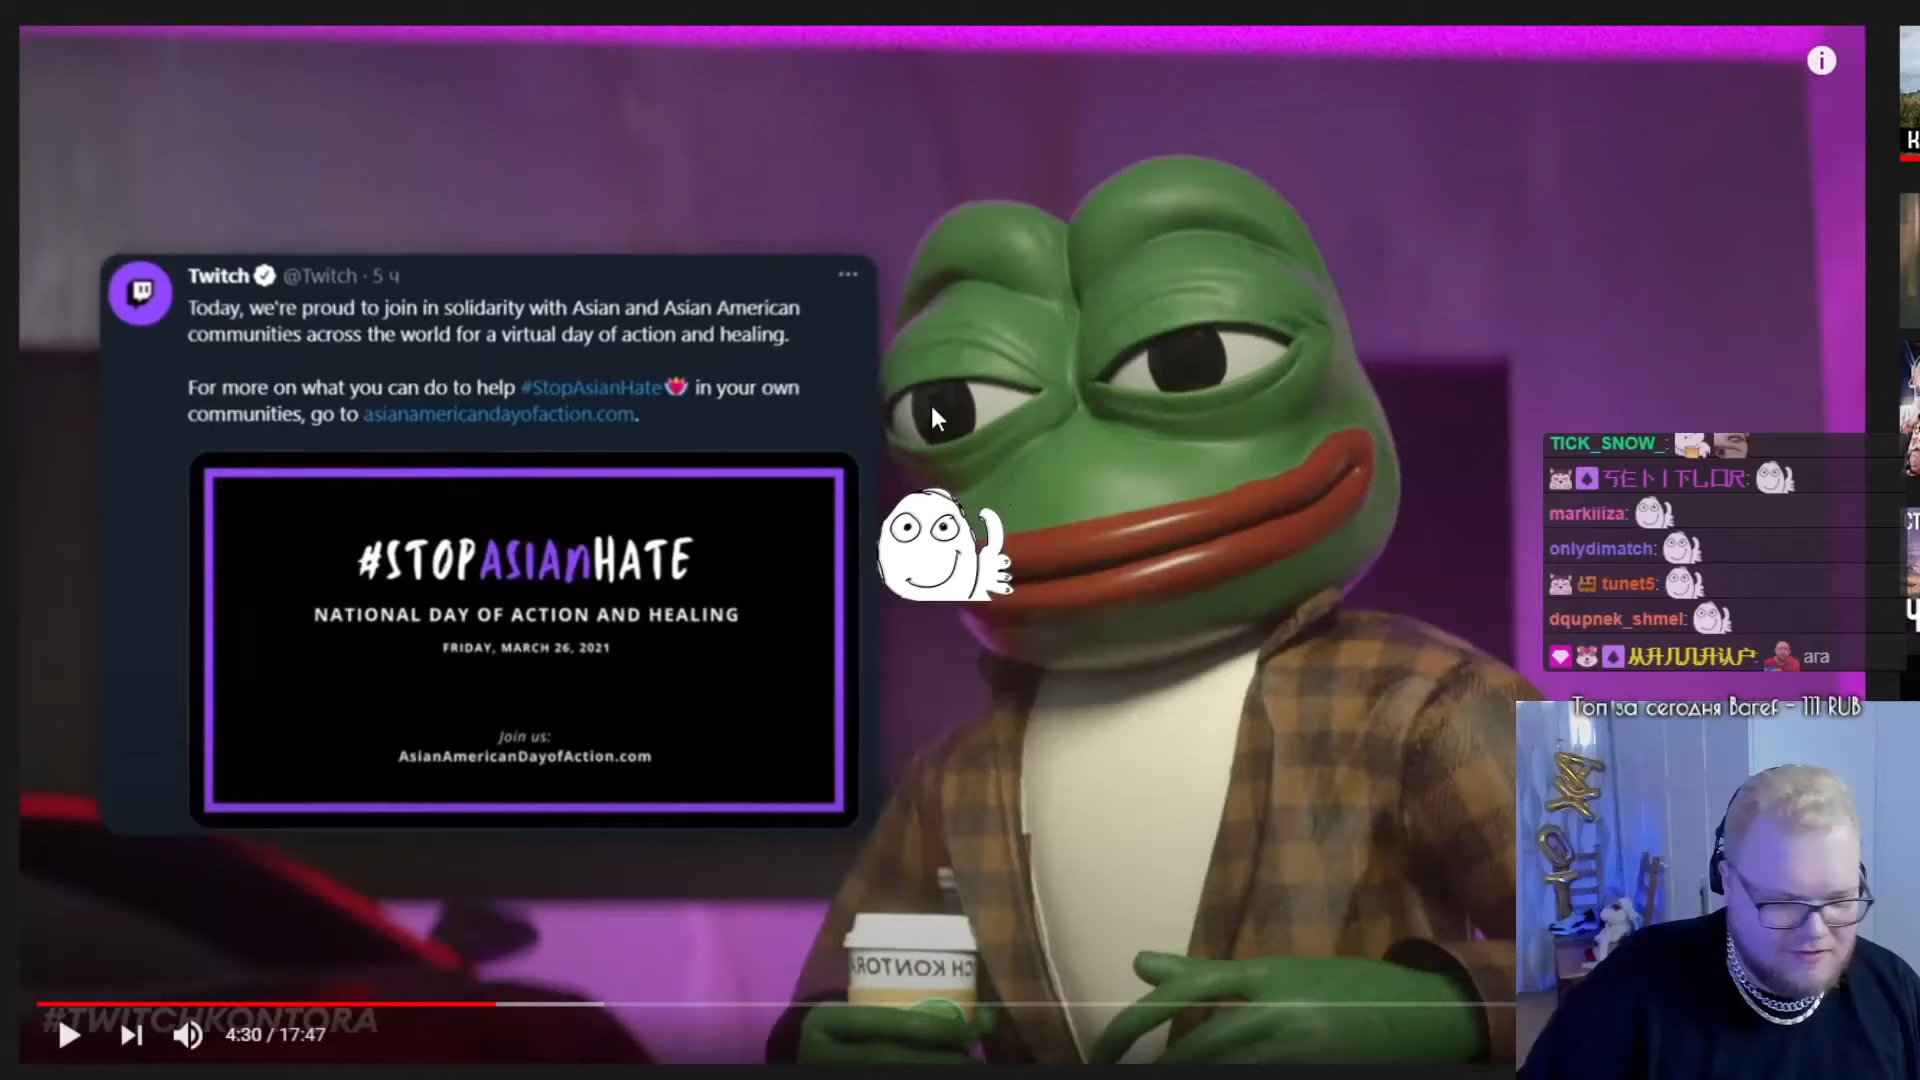 Twitch @Twitch · 5 ч
Today, we're proud to join in solidarity with Asian and Asian American
communities across the world for a virtual day of action and healing.
For more on what you can do to help #StopAsianHate in your own
communities, go to asianamericandayofaction.com.
#STOPASIAnHATE
NATIONAL DAY OF ACTION AND HEALING
FRIDAY, MARCH 26, 2021
Join us:
AsianAmericanDayofAction.com
TICK_SNOW_:
markiiiza:
onlydimatch:
tunet5:
dqupnek_shmel:
ara
Топ за сегодня Baref - 111 RUB
#TWITCHKONTORA
4:30 / 17:47